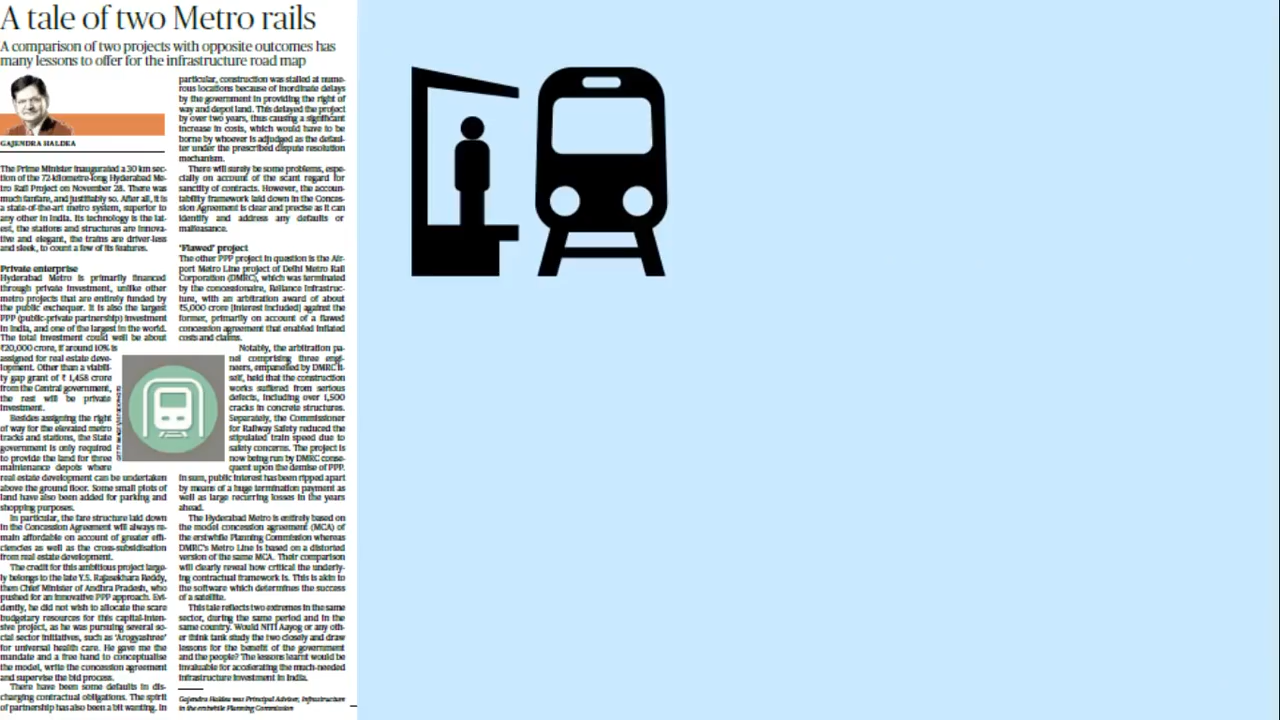 A tale of two Metro rails
A comparison of two projects with opposite outcomes has
many lessons to offer for the infrastructure road map
GAJENDRA HALDEA
The Prime Minister inaugurated a 30 km sec-
tion of the 72-kilometre-long Hyderabad Me-
tro Rail Project on November 28. There was
much fanfare, and justifiably so. After all, it is
a state-of-the-art metro system, superior to
any other in India. Its technology is the lat-
est, the stations and structures are innova-
tive and elegant, the trains are driver-less
and sleek, to count a few of its features.
Private enterprise
Hyderabad Metro is primarily financed
through private investment, unlike other
metro projects that are entirely funded by
the public exchequer. It is also the largest
PPP (public-private partnership) investment
in India, and one of the largest in the world.
The total investment could well be about
₹20,000 crore, if around 10% is
assigned for real estate deve-
lopment. Other than a viabili-
ty gap grant of ₹ 1,458 crore
from the Central government,
the rest will be private
investment.
Besides assigning the right
of way for the elevated metro
tracks and stations, the State
government is only required
to provide the land for three
maintenance depots where
real estate development can be undertaken
above the ground floor. Some small plots of
land have also been added for parking and
shopping purposes.
In particular, the fare structure laid down
in the Concession Agreement will always re-
main affordable on account of greater effi-
ciencies as well as the cross-subsidisation
from real estate development.
The credit for this ambitious project large-
ly belongs to the late Y.S. Rajasekhara Reddy,
then Chief Minister of Andhra Pradesh, who
pushed for an innovative PPP approach. Evi-
dently, he did not wish to allocate the scare
budgetary resources for this capital-inten-
sive project, as he was pursuing several so-
cial sector initiatives, such as 'Arogyashree'
for universal health care. He gave me the
mandate and a free hand to conceptualise
the model, write the concession agreement
and supervise the bid process.
There have been some defaults in dis-
charging contractual obligations. The spirit
of partnership has also been a bit wanting. In
particular, construction was stalled at nume-
rous locations because of inordinate delays
by the government in providing the right of
way and depot land. This delayed the project
by over two years, thus causing a significant
increase in costs, which would have to be
borne by whoever is adjudged as the defaul-
ter under the prescribed dispute resolution
mechanism.
There will surely be some problems, espe-
cially on account of the scant regard for
sanctity of contracts. However, the accoun-
tability framework laid down in the Conces-
sion Agreement is clear and precise as it can
identify and address any defaults or
malfeasance.
'Flawed' project
The other PPP project in question is the Air-
port Metro Line project of Delhi Metro Rail
Corporation (DMRC), which was terminated
by the concessionaire, Reliance Infrastruc-
ture, with an arbitration award of about
₹5,000 crore [interest included] against the
former, primarily on account of a flawed
concession agreement that enabled inflated
costs and claims.
Notably, the arbitration pa-
nel comprising three engi-
neers, empanelled by DMRC it-
self, held that the construction
works suffered from serious
defects, including over 1,500
cracks in concrete structures.
Separately, the Commissioner
for Railway Safety reduced the
stipulated train speed due to
safety concerns. The project is
now being run by DMRC conse-
quent upon the demise of PPP.
In sum, public interest has been ripped apart
by means of a huge termination payment as
well as large recurring losses in the years
ahead.
The Hyderabad Metro is entirely based on
the model concession agreement (MCA) of
the erstwhile Planning Commission whereas
DMRC's Metro Line is based on a distorted
version of the same MCA. Their comparison
will clearly reveal how critical the underly-
ing contractual framework is. This is akin to
the software which determines the success
of a satellite.
This tale reflects two extremes in the same
sector, during the same period and in the
same country. Would NITI Aayog or any oth-
er think tank study the two closely and draw
lessons for the benefit of the government
and the people? The lessons learnt would be
invaluable for accelerating the much-needed
infrastructure investment in India.
Gajendra Haldea was Principal Adviser, Infrastructure
in the erstwhile Planning Commission